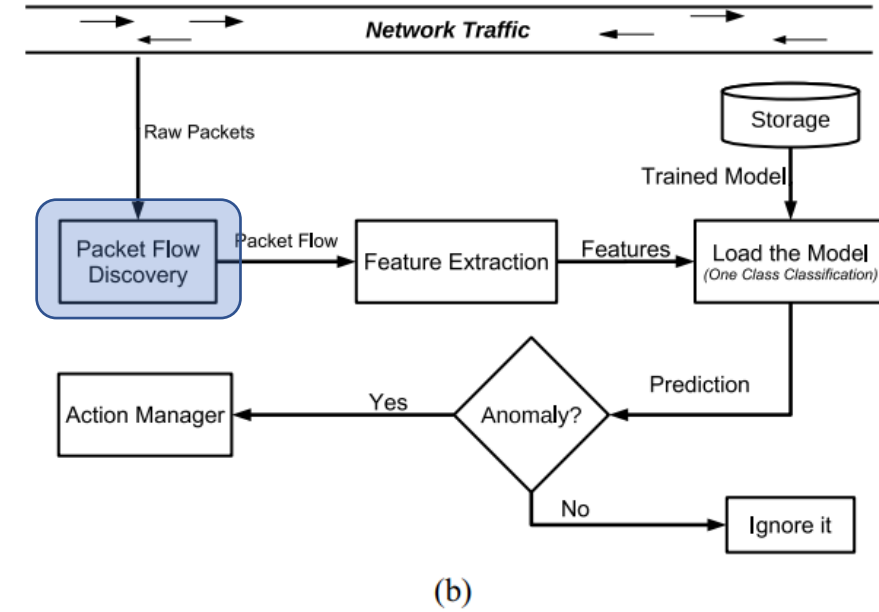 Network Traffic
Raw Packets
Storage
Trained Model
Packet Flow
Discovery
Packet Flow
Feature Extraction
Features
Load the Model
(One Class Classification)
Prediction
Anomaly?
Yes
Action Manager
No
Ignore it
(b)